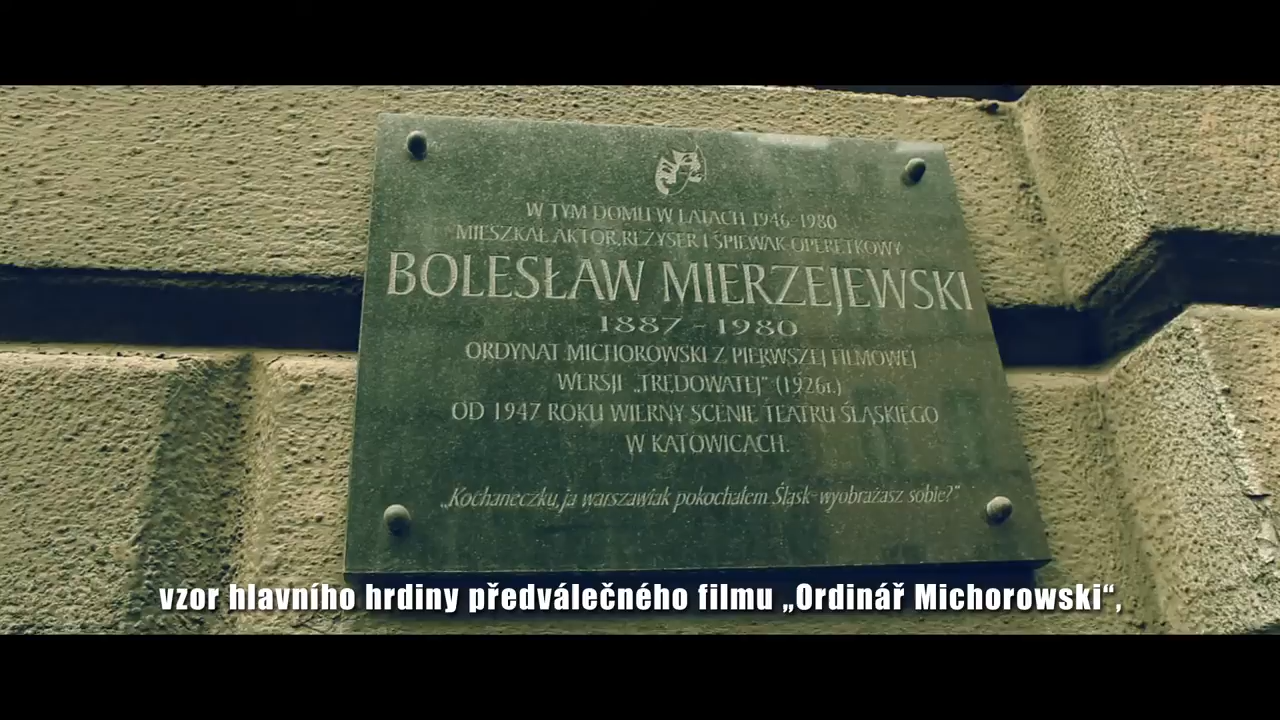 W TYM DOMU W LATACH 1946-1980
MIESZKAŁ AKTOR, REŻYSER I ŚPIEWAK OPERETKOWY
BOLESŁAW MIERZEJEWSKI
1887 - 1980
ORDYNAT MICHOROWSKI Z PIERWSZEJ FILMOWEJ
WERSJI „TRĘDOWATEJ” (1926r.)
OD 1947 ROKU WIERNY SCENIE TEATRU ŚLĄSKIEGO
W KATOWICACH.
„Kochaneczku, ja warszawiak pokochałem Śląsk - wyobrażasz sobie?”
vzor hlavního hrdiny předválečného filmu „Ordinář Michorowski“,